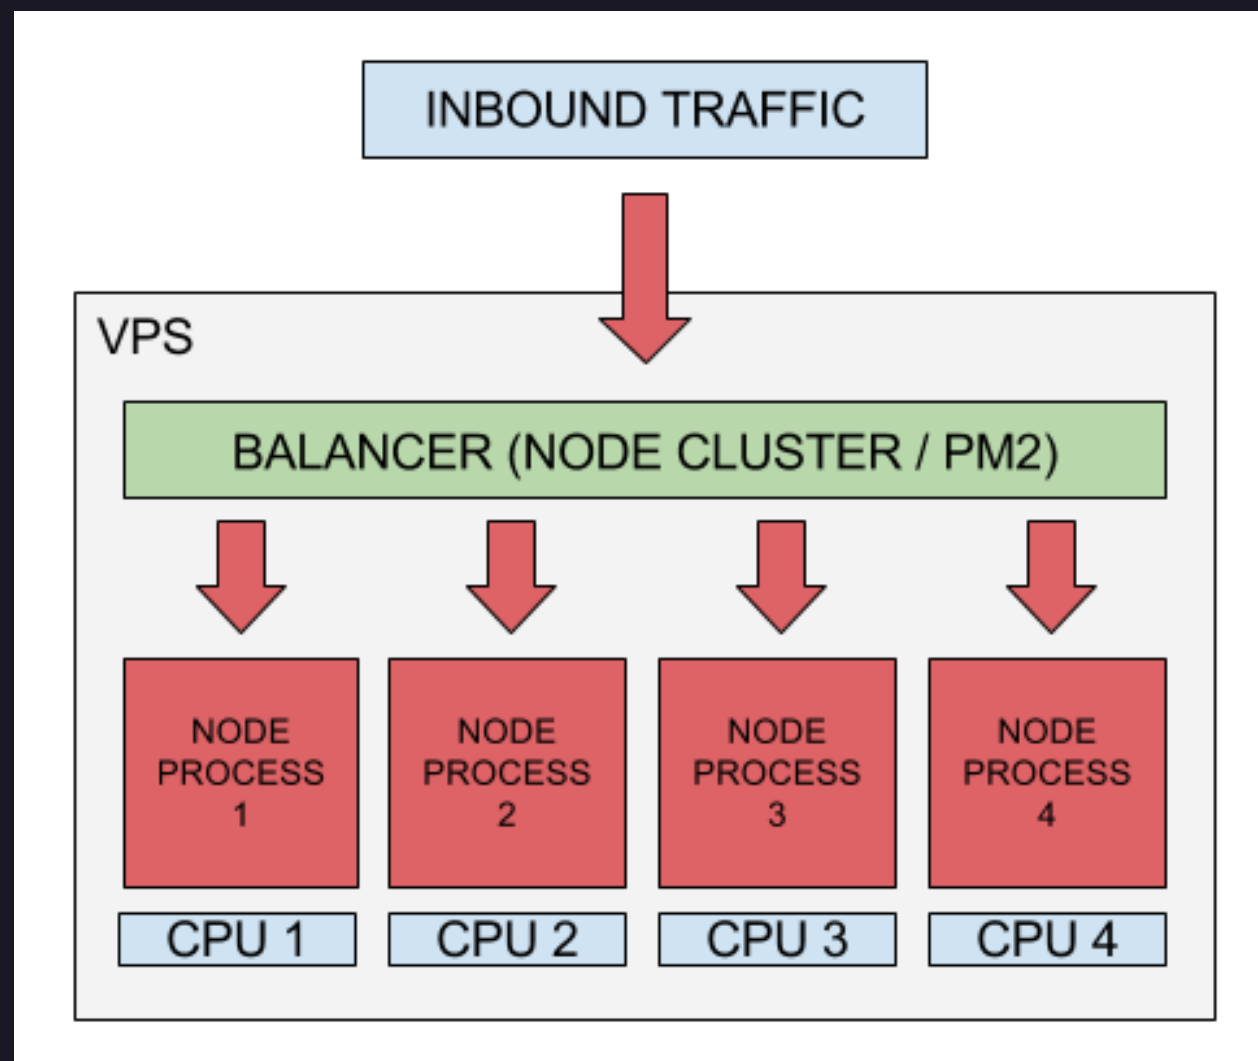 INBOUND TRAFFIC
VPS
BALANCER (NODE CLUSTER / PM2)
NODE
PROCESS
1
NODE
PROCESS
2
NODE
PROCESS
3
NODE
PROCESS
4
CPU 1
CPU 2
CPU 3
CPU 4